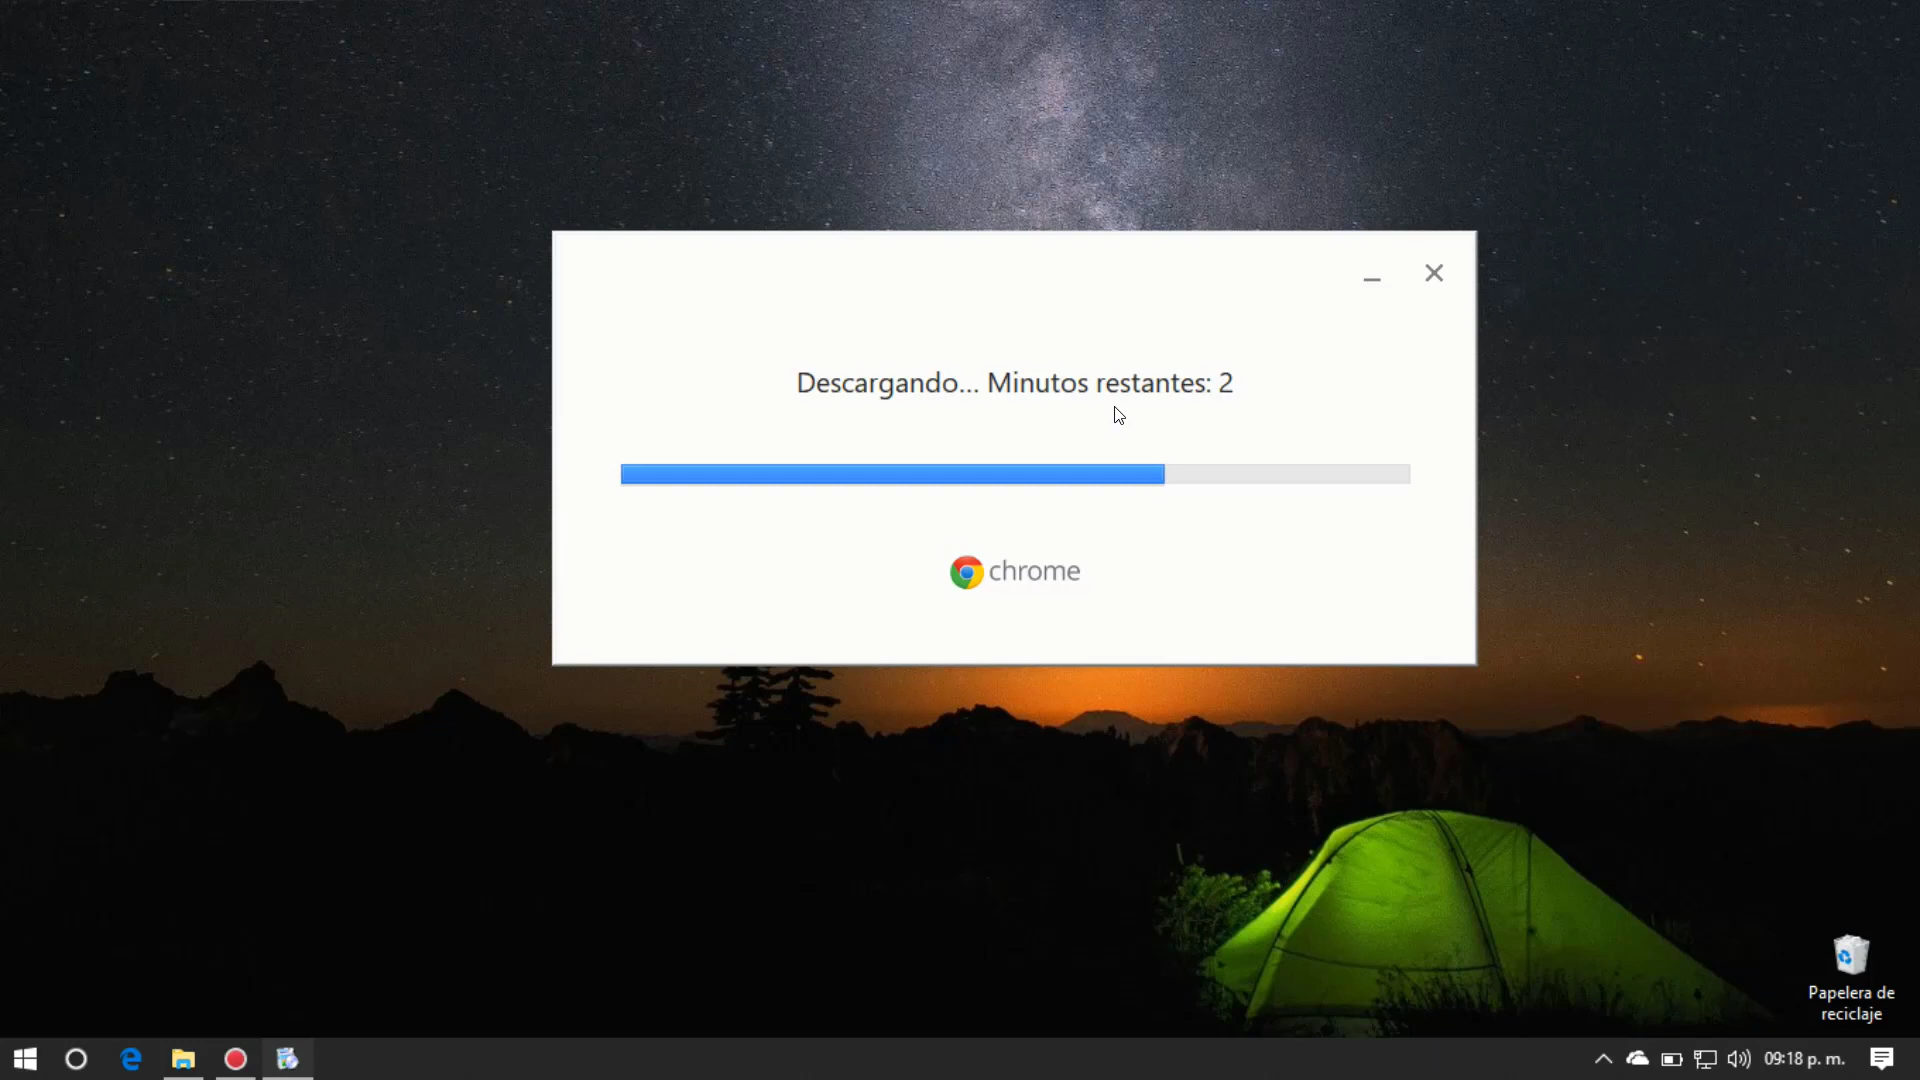 Descargando... Minutos restantes: 2
chrome
Papelera de
reciclaje
09:18 p. m.